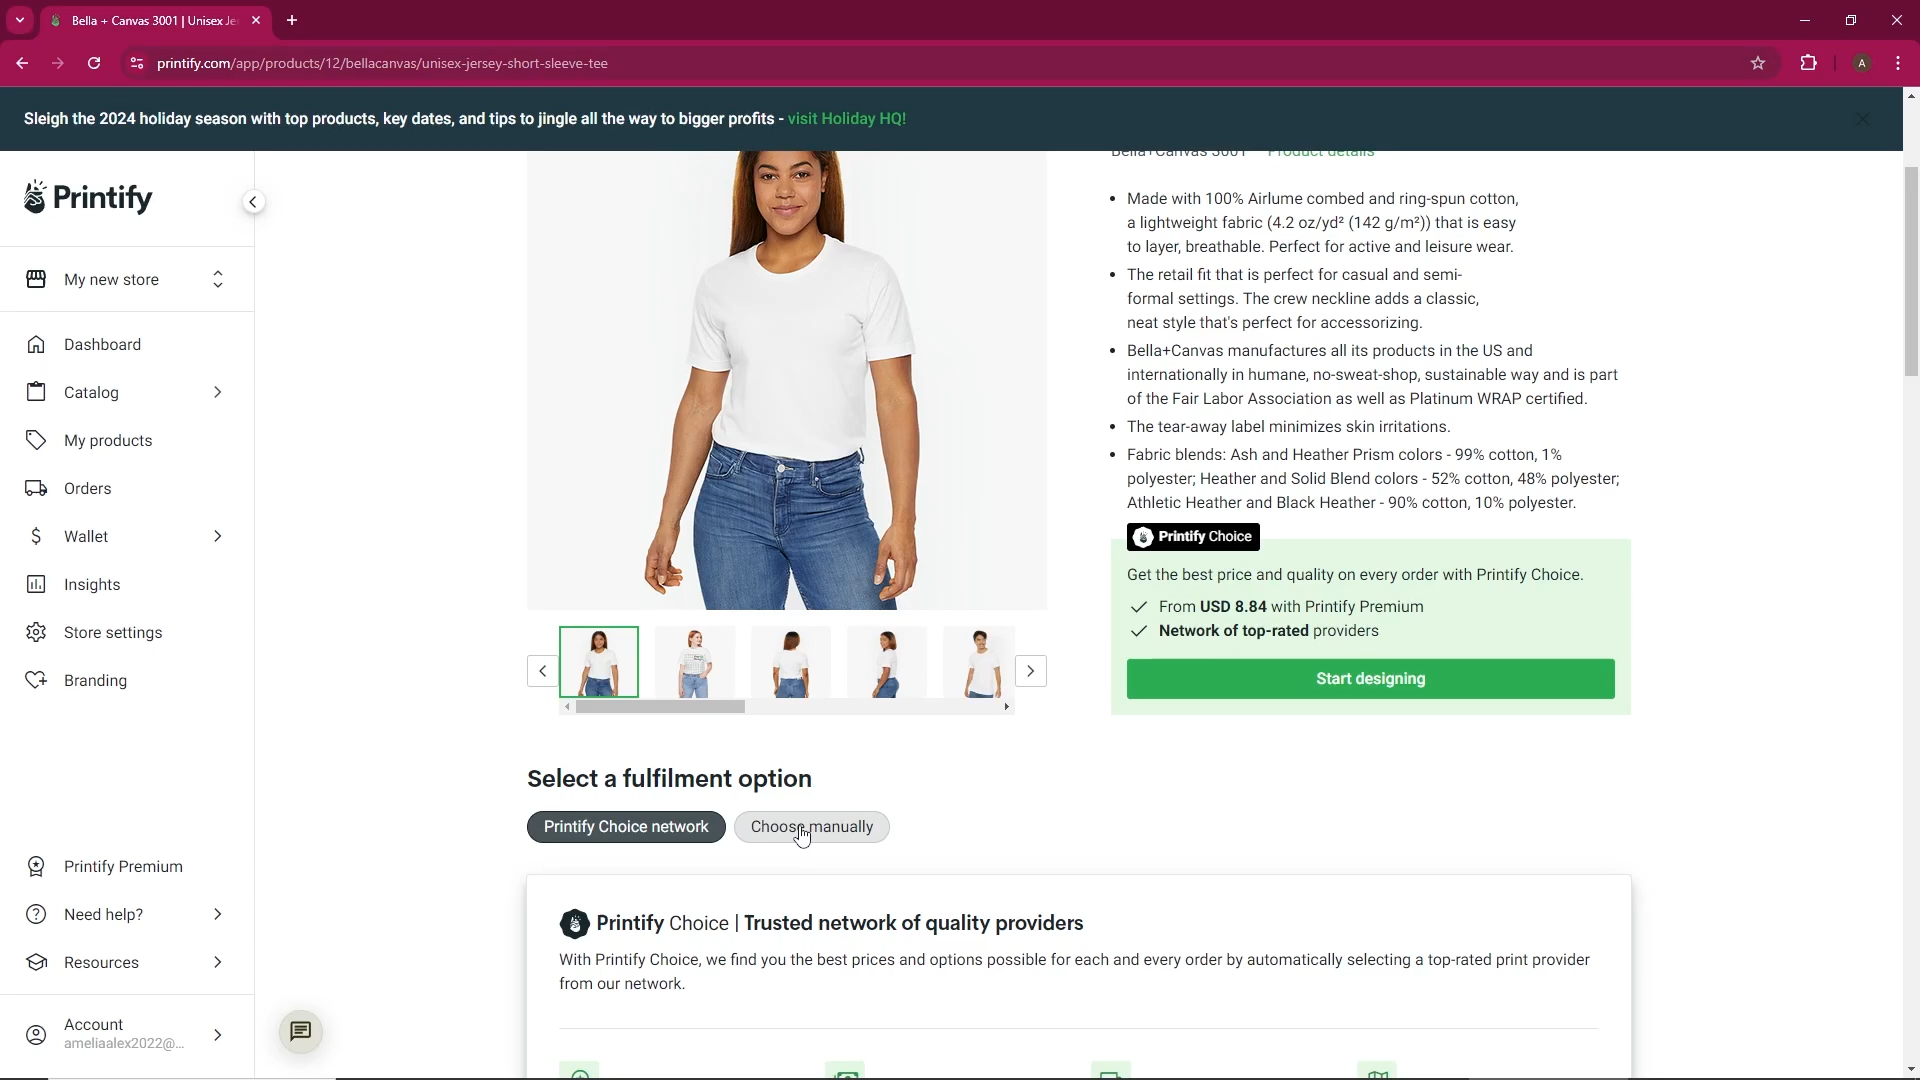 Bella + Canvas 3001 | Unisex Je
printify.com/app/products/12/bellacanvas/unisex-jersey-short-sleeve-tee
A
Sleigh the 2024 holiday season with top products, key dates, and tips to jingle all the way to bigger profits - visit Holiday HQ!
Printify
My new store
Dashboard
Catalog
My products
Orders
Wallet
Insights
Store settings
Branding
Printify Premium
Need help?
Resources
Account
ameliaalex2022@...
Bella+Canvas 3001 Product details
• Made with 100% Airlume combed and ring-spun cotton,
a lightweight fabric (4.2 oz/yd² (142 g/m²)) that is easy
to layer, breathable. Perfect for active and leisure wear.
• The retail fit that is perfect for casual and semi-
formal settings. The crew neckline adds a classic,
neat style that's perfect for accessorizing.
• Bella+Canvas manufactures all its products in the US and
internationally in humane, no-sweat-shop, sustainable way and is part
of the Fair Labor Association as well as Platinum WRAP certified.
• The tear-away label minimizes skin irritations.
• Fabric blends: Ash and Heather Prism colors - 99% cotton, 1%
polyester; Heather and Solid Blend colors - 52% cotton, 48% polyester;
Athletic Heather and Black Heather - 90% cotton, 10% polyester.
Printify Choice
Get the best price and quality on every order with Printify Choice.
From USD 8.84 with Printify Premium
Network of top-rated providers
Start designing
Select a fulfilment option
Printify Choice network
Choose manually
Printify Choice | Trusted network of quality providers
With Printify Choice, we find you the best prices and options possible for each and every order by automatically selecting a top-rated print provider
from our network.